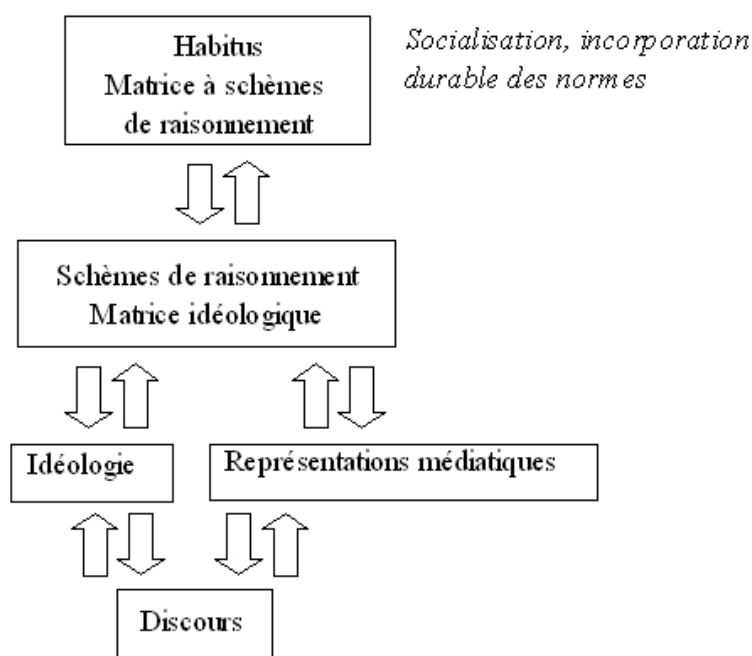 Habitus
Matrice à schèmes
de raisonnement
Socialisation, incorporation
durable des normes
Schèmes de raisonnement
Matrice idéologique
Idéologie
Représentations médiatiques
Discours